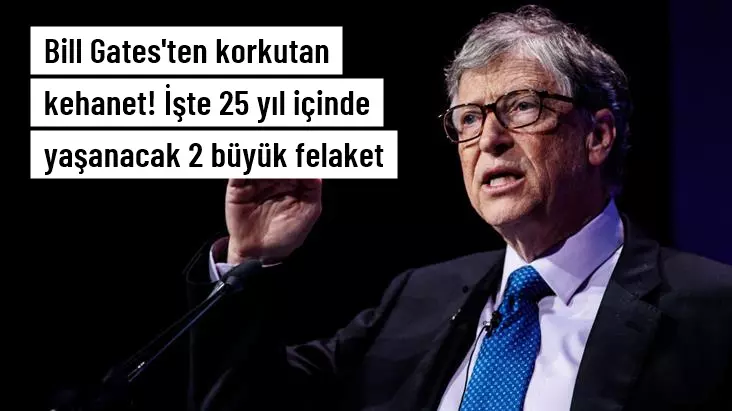 Bill Gates'ten korkutan
kehanet! İşte 25 yıl içinde
yaşanacak 2 büyük felaket